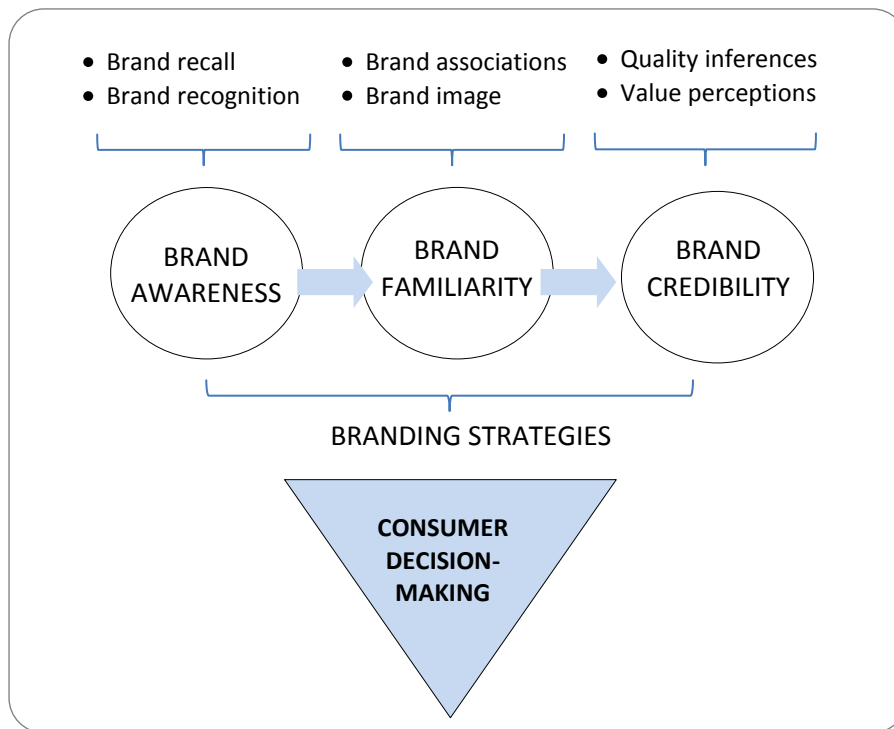 • Brand recall
• Brand recognition
• Brand associations
• Brand image
• Quality inferences
• Value perceptions
BRAND
AWARENESS
BRAND
FAMILIARITY
BRAND
CREDIBILITY
BRANDING STRATEGIES
CONSUMER
DECISION-
MAKING